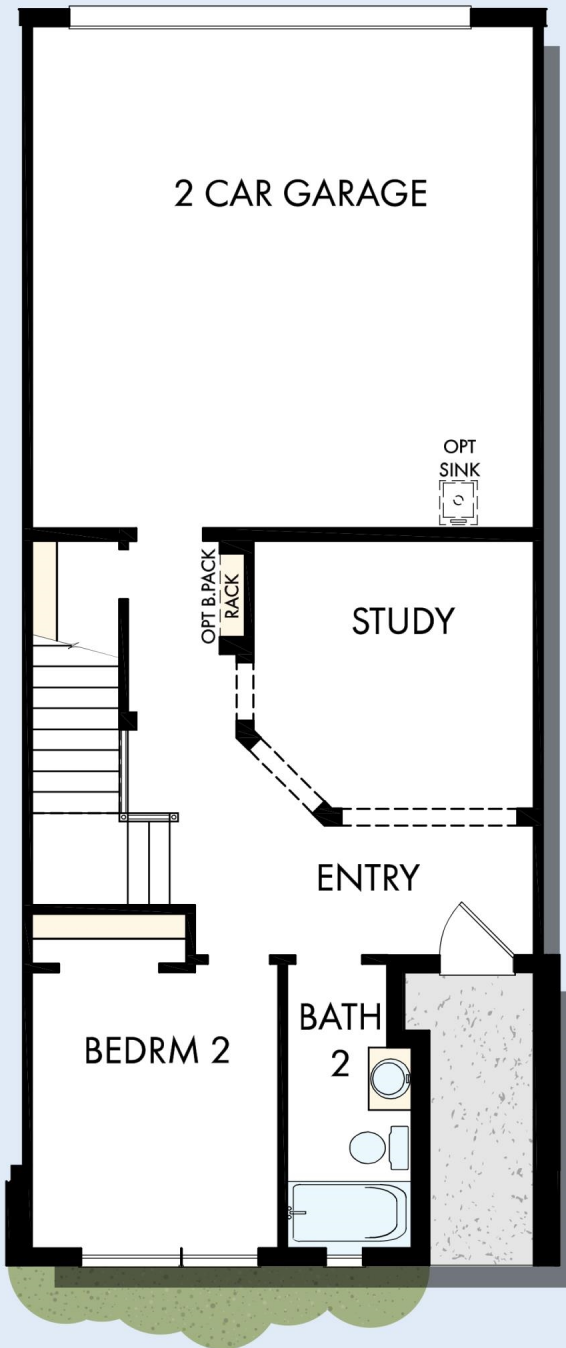 2 CAR GARAGE
OPT
SINK
OPT B.PACK
RACK
STUDY
ENTRY
BEDRM 2
BATH
2